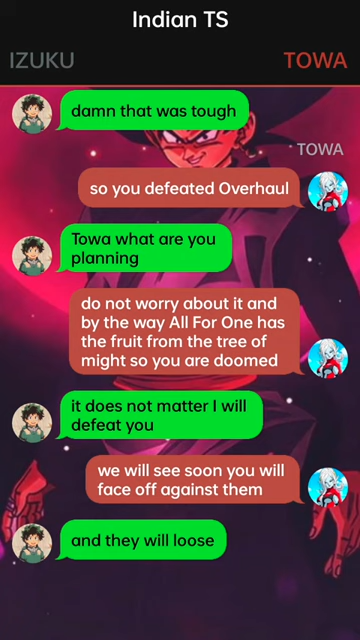 Indian TS
IZUKU TOWA
damn that was tough
TOWA
so you defeated Overhaul
Towa what are you
planning
do not worry about it and
by the way All For One has
the fruit from the tree of
might so you are doomed
it does not matter I will
defeat you
we will see soon you will
face off against them
and they will loose